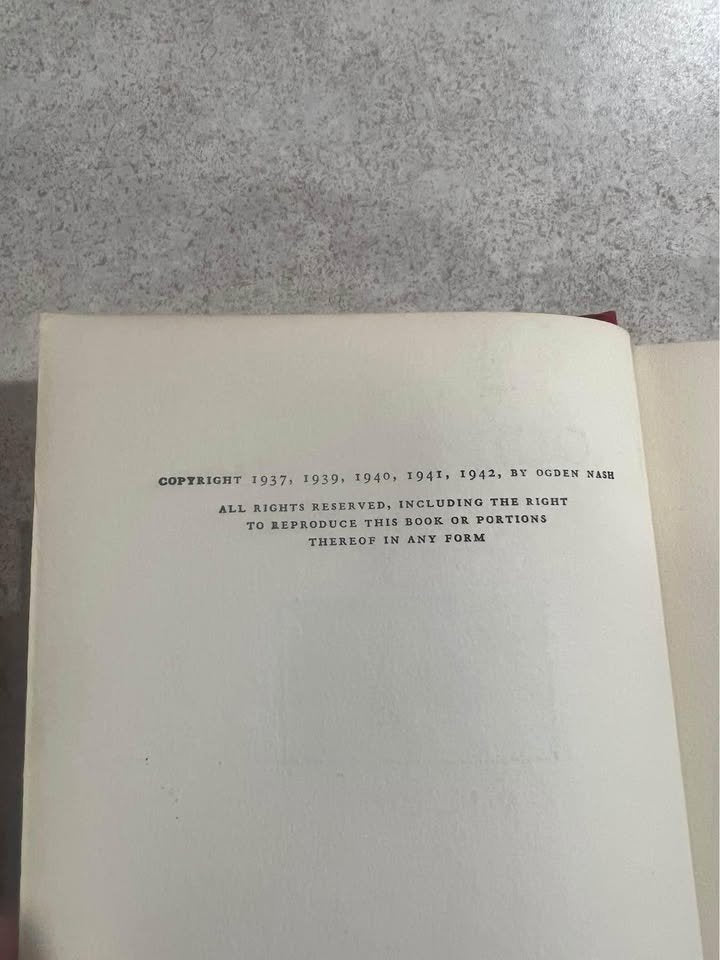 COPYRIGHT 1937, 1939, 1940, 1941, 1942, BY OGDEN NASH
ALL RIGHTS RESERVED, INCLUDING THE RIGHT
TO REPRODUCE THIS BOOK OR PORTIONS
THEREOF IN ANY FORM